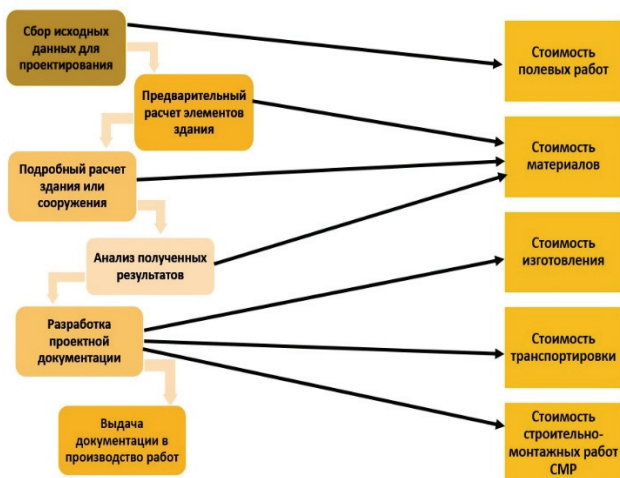 Сбор исходных
данных для
проектирования
Предварительный
расчет элементов
здания
Подробный расчет
здания или
сооружения
Анализ полученных
результатов
Разработка
проектной
документации
Выдача
документации в
производство работ
Стоимость
полевых работ
Стоимость
материалов
Стоимость
изготовления
Стоимость
транспортировки
Стоимость
строительно-
монтажных работ
СМР